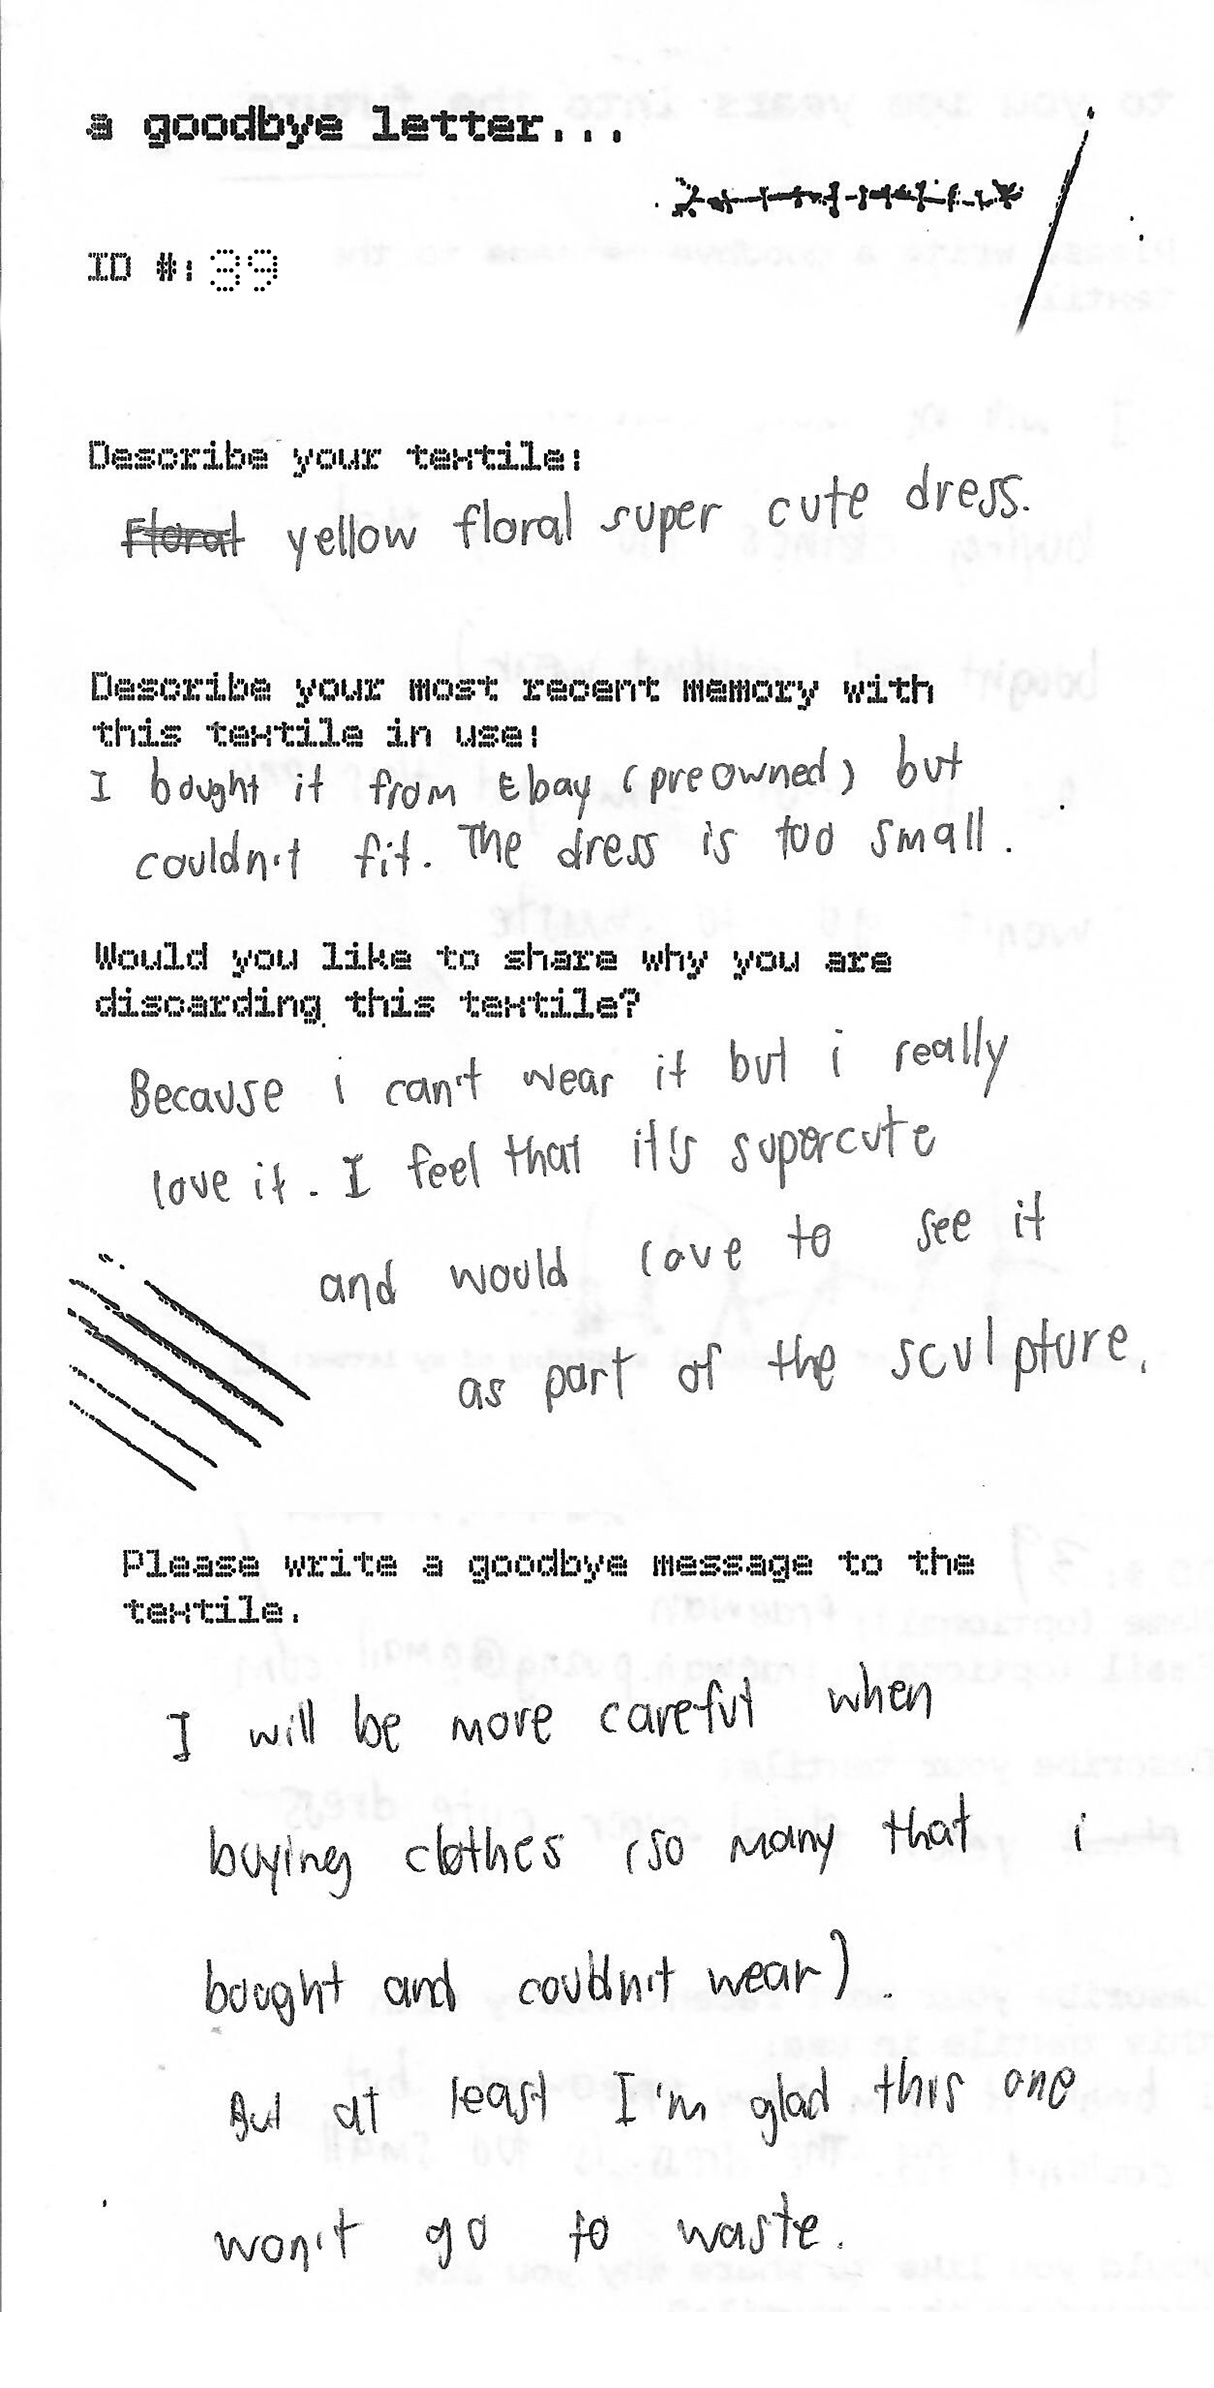 a goodbye letter...
ID #: 39
Describe your textile:
Floral yellow floral super cute dress.
Describe your most recent memory with
this textile in use:
I bought it from Ebay (preowned) but
couldn't fit. The dress is too small.
Would you like to share why you are
discarding this textile?
Because i can't wear it but i really
love it. I feel that it's supercute
and would love to see it
as part of the sculpture.
Please write a goodbye message to the
textile.
I will be more careful when
buying clothes (so many that i
bought and couldn't wear).
But at least I'm glad this one
won't go to waste.